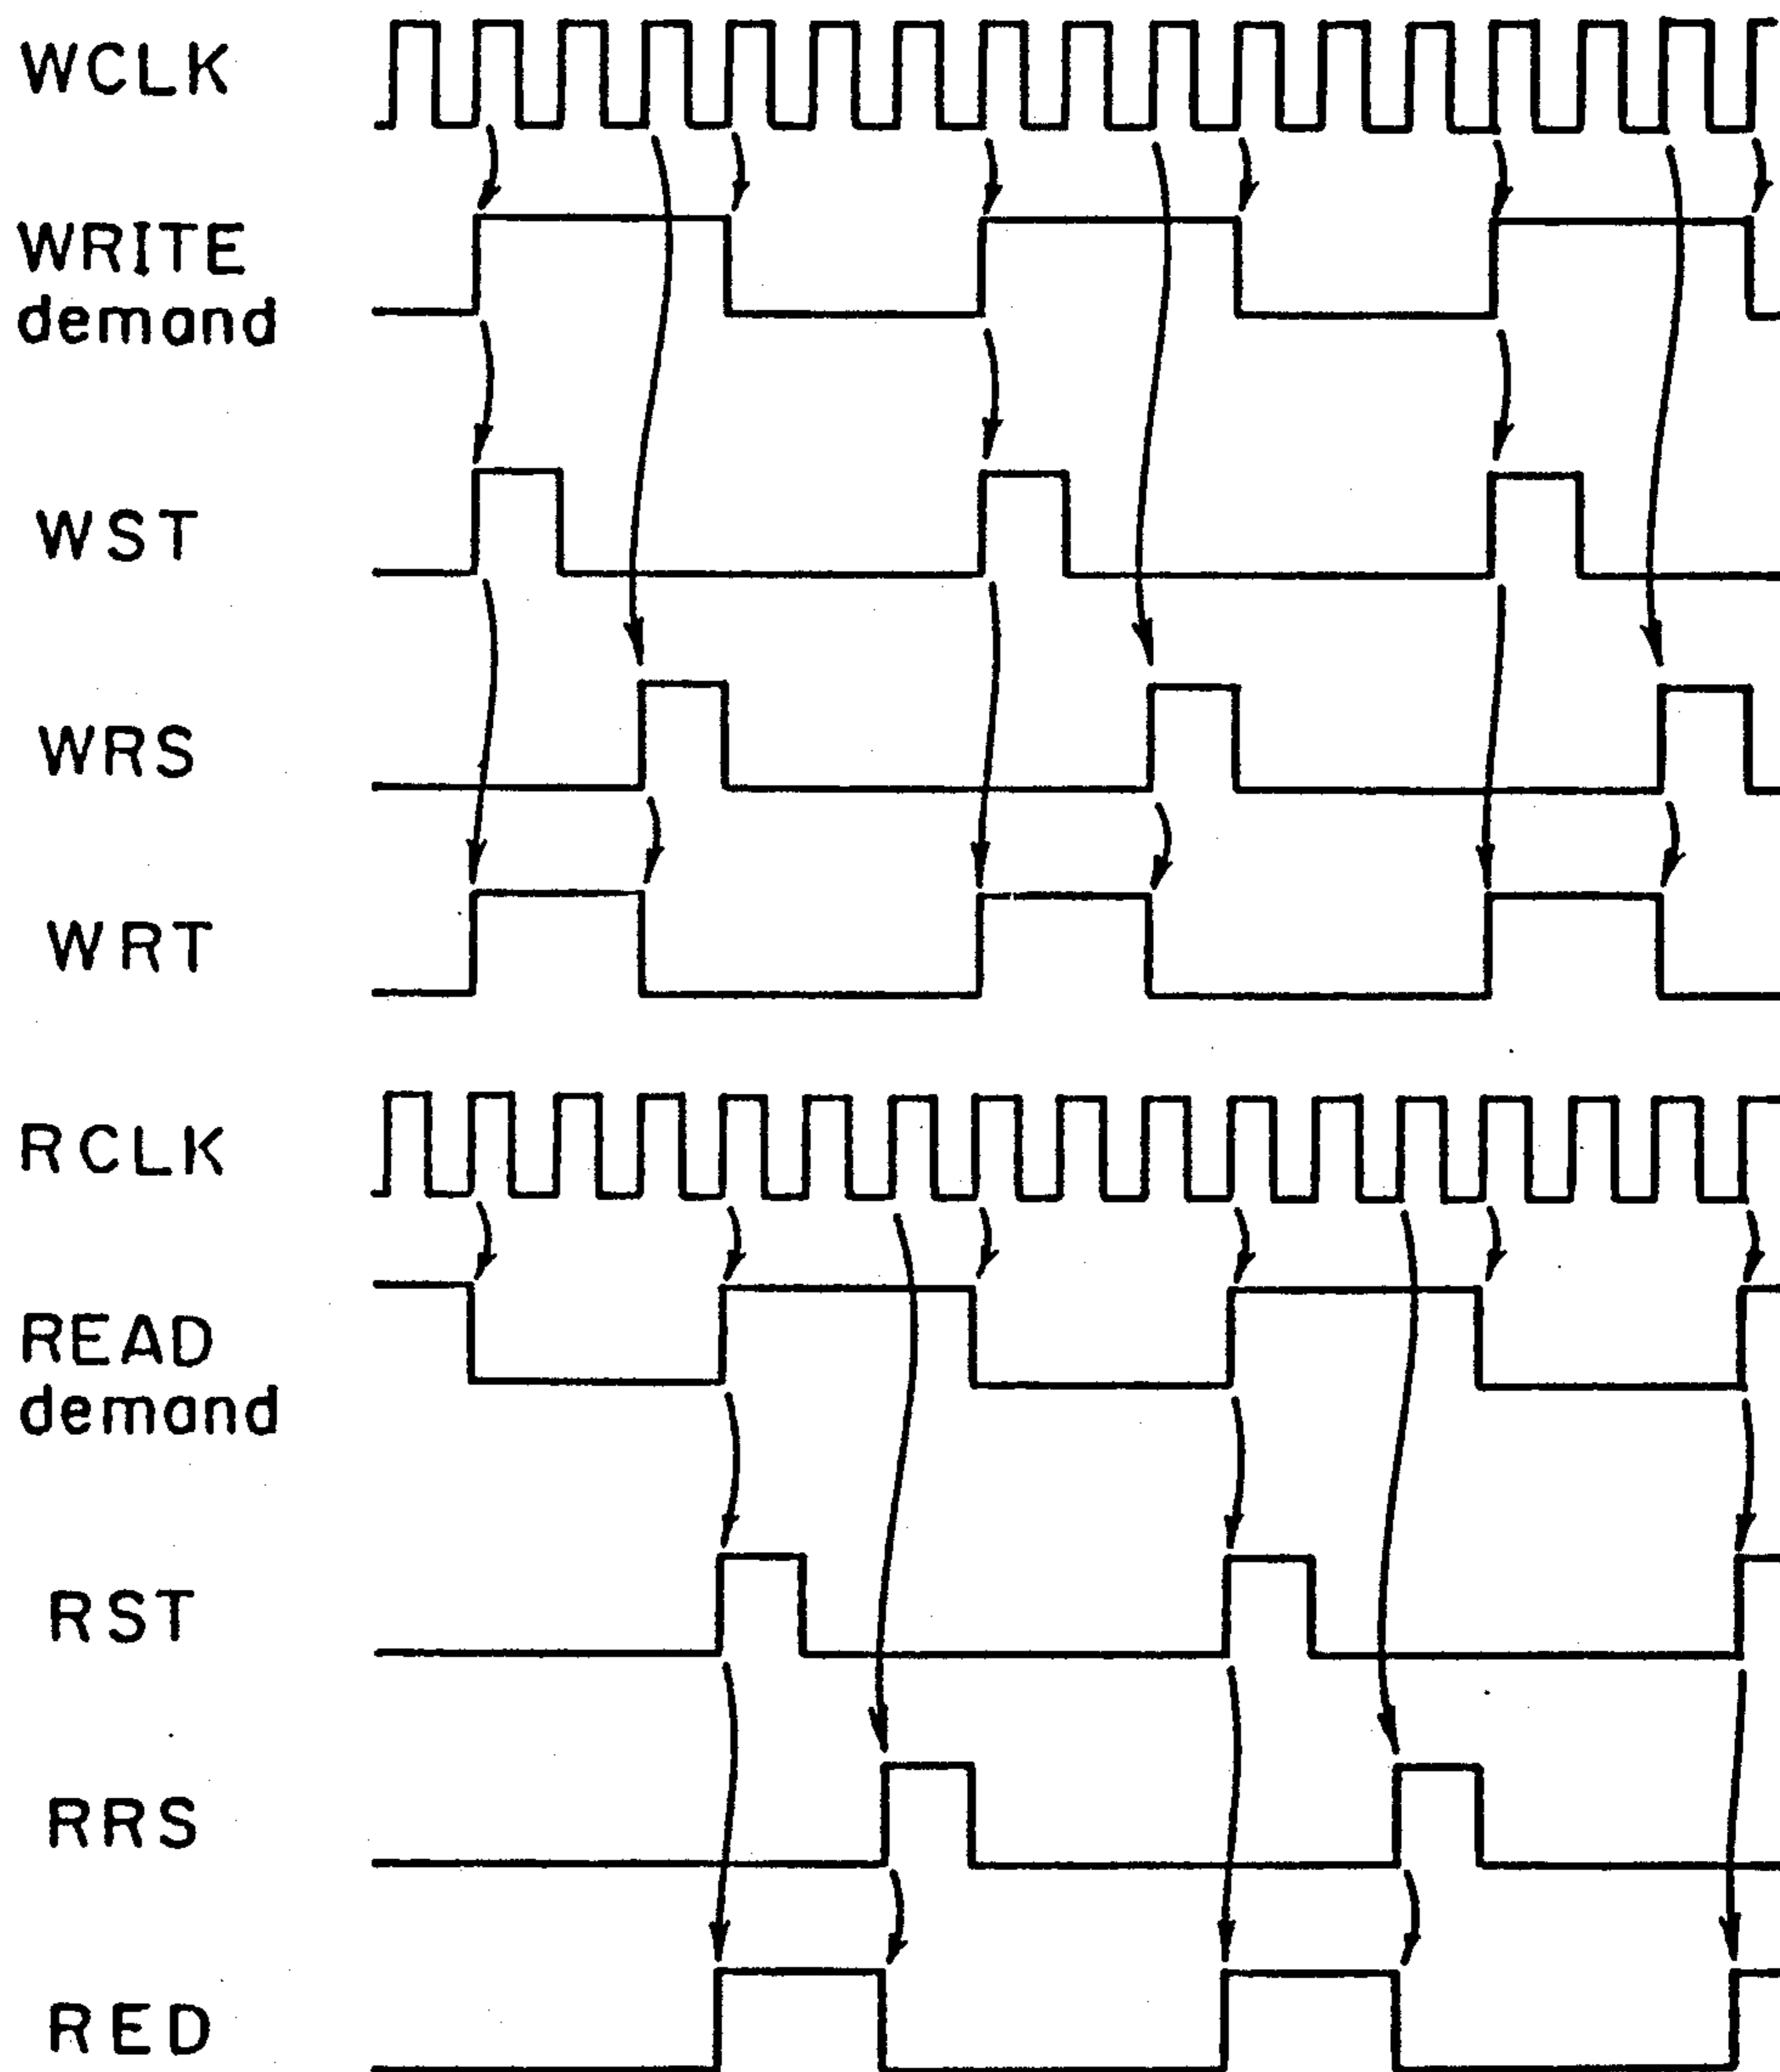 WCLK
WRITE
demand
WST
WRS
WRT
RCLK
READ
demand
RST
RRS
RED